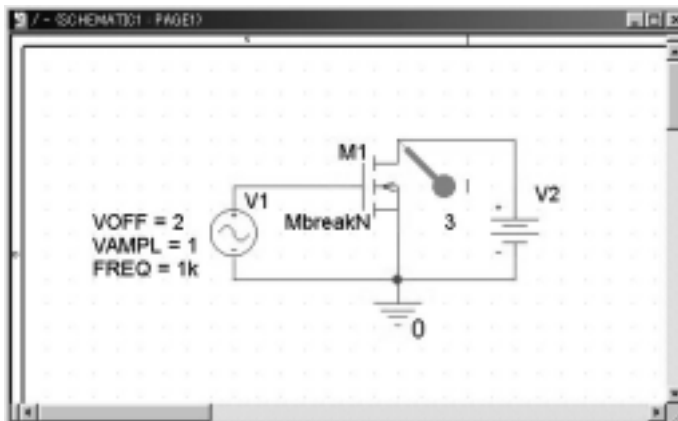 / - (SCHEMATIC1 : PAGE1)
M1
V1
VOFF = 2
VAMPL = 1
FREQ = 1k
MbreakN
I
3
V2
+
-
0